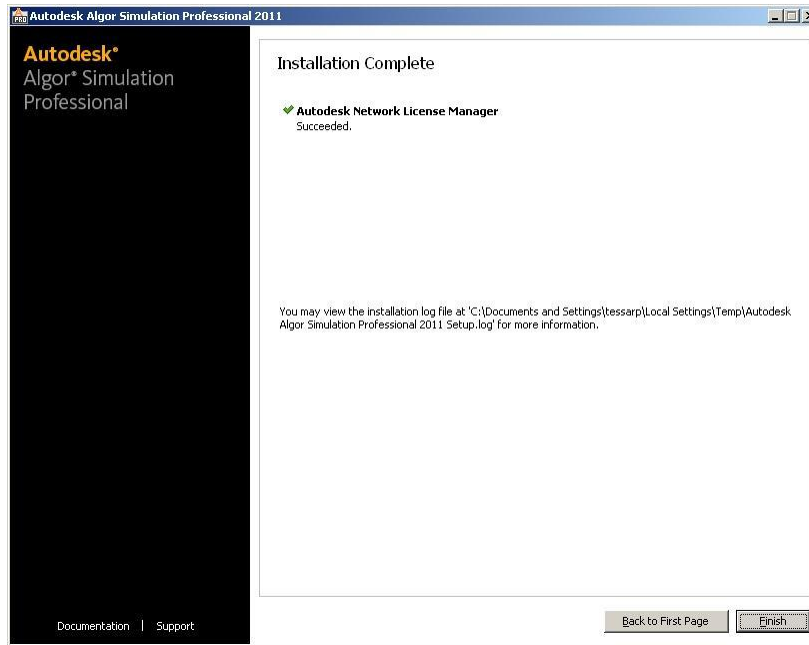 Autodesk Algor Simulation Professional 2011
Autodesk®
Algor® Simulation
Professional
Installation Complete
Autodesk Network License Manager
Succeeded.
You may view the installation log file at 'C:\Documents and Settings\tessarp\Local Settings\Temp\Autodesk
Algor Simulation Professional 2011 Setup.log' for more information.
Documentation | Support
Back to First Page
Finish